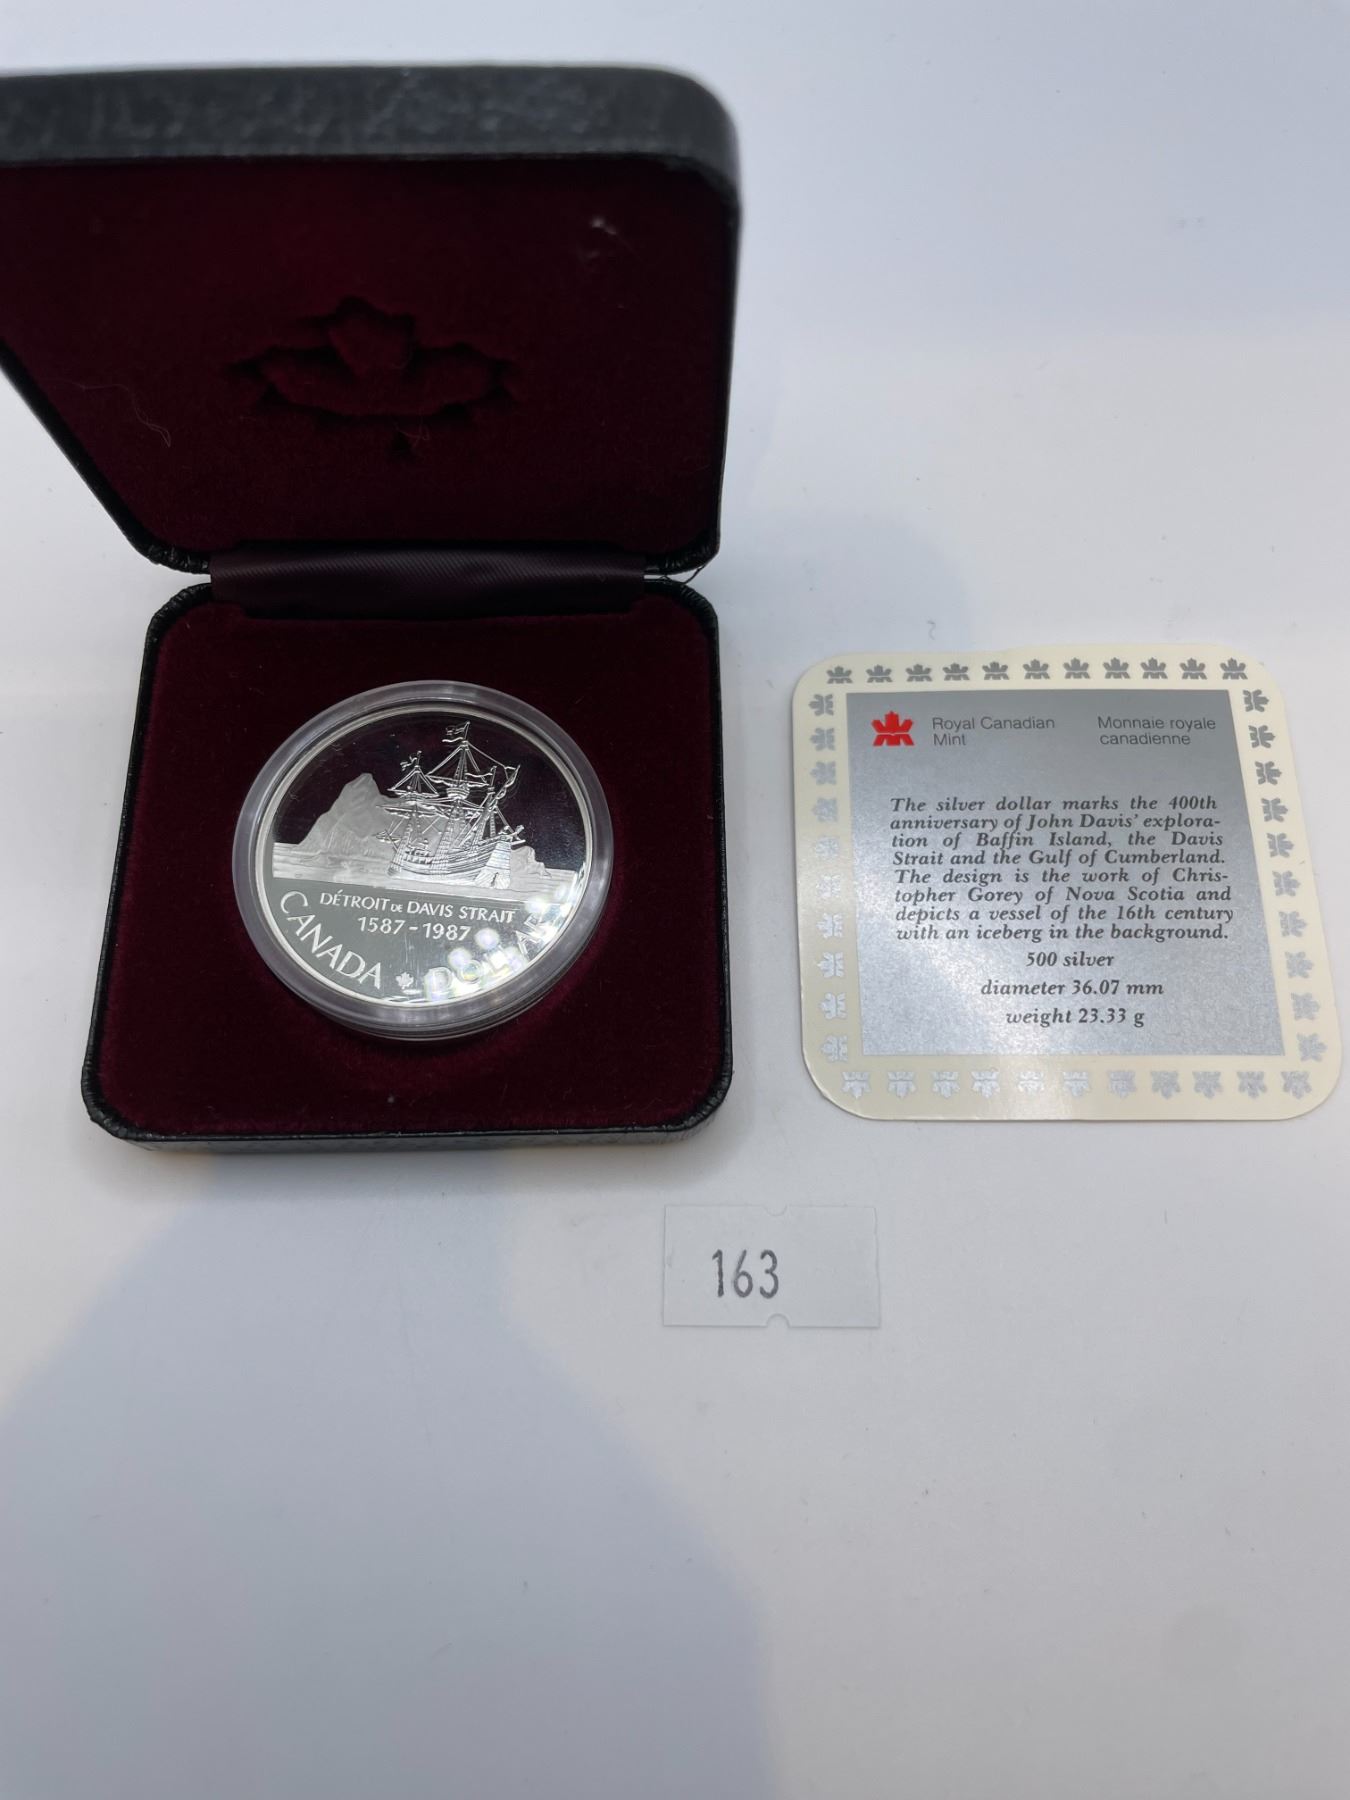 DÉTROIT DE DAVIS STRAIT
1587-1987
CANADA DOLLAR
Royal Canadian
Mint
Monnaie royale
canadienne
The silver dollar marks the 400th
anniversary of John Davis' explora-
tion of Baffin Island, the Davis
Strait and the Gulf of Cumberland.
The design is the work of Chris-
topher Gorey of Nova Scotia and
depicts a vessel of the 16th century
with an iceberg in the background.
500 silver
diameter 36.07 mm
weight 23.33 g
163